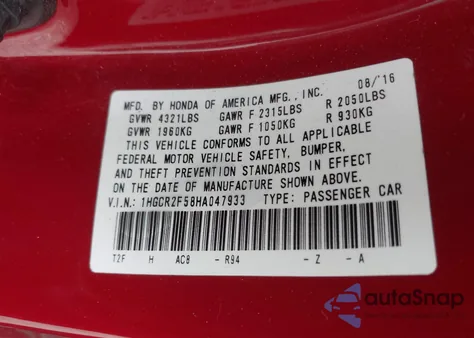 MFD. BY HONDA OF AMERICA MFG., INC. 08/16
GVWR 4321LBS GAWR F 2315LBS R 2050LBS
GVWR 1960KG GAWR F 1050KG R 930KG
THIS VEHICLE CONFORMS TO ALL APPLICABLE
FEDERAL MOTOR VEHICLE SAFETY, BUMPER,
AND THEFT PREVENTION STANDARDS IN EFFECT
ON THE DATE OF MANUFACTURE SHOWN ABOVE.
V.I.N.: 1HGCR2F58HA047933 TYPE: PASSENGER CAR
T2F H AC8 - R94 - Z - A
autoSnap